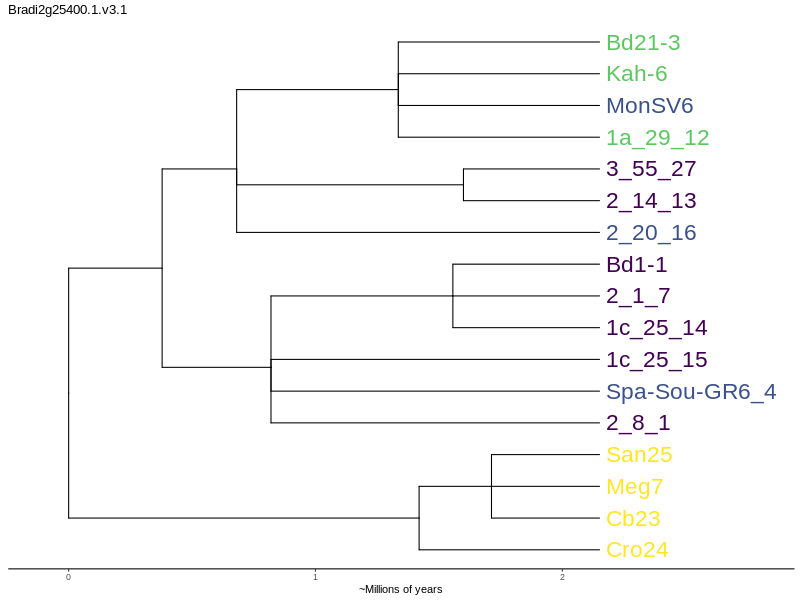 Bradi2g25400.1.v3.1
Bd21-3
Kah-6
MonSV6
1a_29_12
3_55_27
2_14_13
2_20_16
Bd1-1
2_1_7
1c_25_14
1c_25_15
Spa-Sou-GR6_4
2_8_1
San25
Meg7
Cb23
Cro24
0 1 2
~Millions of years